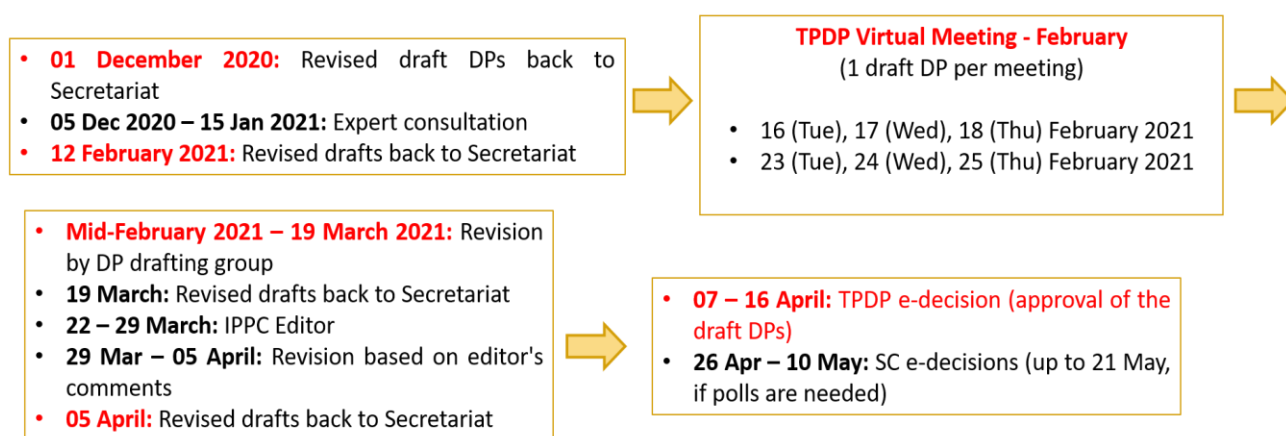 • 01 December 2020: Revised draft DPs back to
Secretariat
• 05 Dec 2020 – 15 Jan 2021: Expert consultation
• 12 February 2021: Revised drafts back to Secretariat
TPDP Virtual Meeting - February
(1 draft DP per meeting)
• 16 (Tue), 17 (Wed), 18 (Thu) February 2021
• 23 (Tue), 24 (Wed), 25 (Thu) February 2021
• Mid-February 2021 – 19 March 2021: Revision
by DP drafting group
• 19 March: Revised drafts back to Secretariat
• 22 – 29 March: IPPC Editor
• 29 Mar – 05 April: Revision based on editor's
comments
• 05 April: Revised drafts back to Secretariat
• 07 – 16 April: TPDP e-decision (approval of the
draft DPs)
• 26 Apr – 10 May: SC e-decisions (up to 21 May,
if polls are needed)